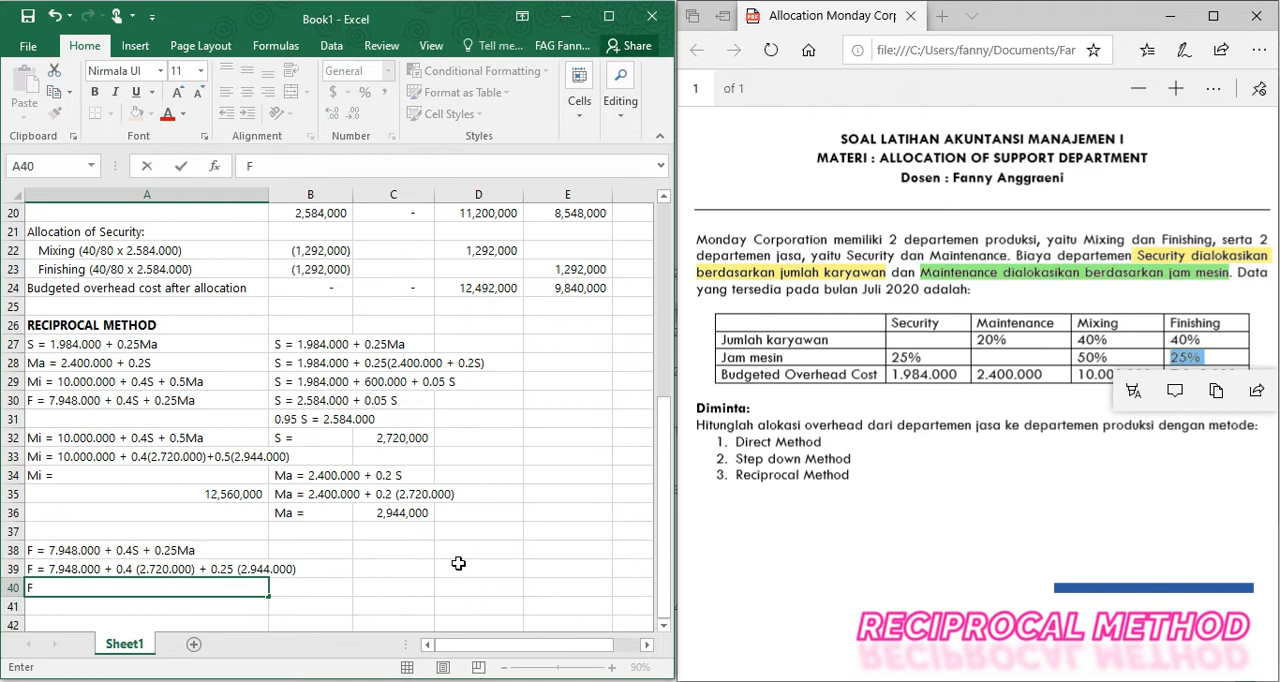 Book1 - Excel
File Home Insert Page Layout Formulas Data Review View Tell me... FAG Fann... Share
Paste
Nirmala UI 11
B I U A
General
$ % ,
Conditional Formatting
Format as Table
Cell Styles
Cells
Editing
Clipboard Font Alignment Number Styles
A40 F
A B C D E
20 2,584,000 - 11,200,000 8,548,000
21 Allocation of Security:
22 Mixing (40/80 x 2.584.000) (1,292,000) 1,292,000
23 Finishing (40/80 x 2.584.000) (1,292,000) 1,292,000
24 Budgeted overhead cost after allocation - - 12,492,000 9,840,000
25
26 RECIPROCAL METHOD
27 S = 1.984.000 + 0.25Ma S = 1.984.000 + 0.25Ma
28 Ma = 2.400.000 + 0.2S S = 1.984.000 + 0.25(2.400.000 + 0.2S)
29 Mi = 10.000.000 + 0.4S + 0.5Ma S = 1.984.000 + 600.000 + 0.05 S
30 F = 7.948.000 + 0.4S + 0.25Ma S = 2.584.000 + 0.05 S
31 0.95 S = 2.584.000
32 Mi = 10.000.000 + 0.4S + 0.5Ma S = 2,720,000
33 Mi = 10.000.000 + 0.4(2.720.000)+0.5(2.944.000)
34 Mi = Ma = 2.400.000 + 0.2 S
35 12,560,000 Ma = 2.400.000 + 0.2 (2.720.000)
36 Ma = 2,944,000
37
38 F = 7.948.000 + 0.4S + 0.25Ma
39 F = 7.948.000 + 0.4 (2.720.000) + 0.25 (2.944.000)
40 F
41
42
Sheet1
Enter 90%
Allocation Monday Corp
file:///C:/Users/fanny/Documents/Far
1 of 1
SOAL LATIHAN AKUNTANSI MANAJEMEN I
MATERI : ALLOCATION OF SUPPORT DEPARTMENT
Dosen : Fanny Anggraeni
Monday Corporation memiliki 2 departemen produksi, yaitu Mixing dan Finishing, serta 2
departemen jasa, yaitu Security dan Maintenance. Biaya departemen Security dialokasikan
berdasarkan jumlah karyawan dan Maintenance dialokasikan berdasarkan jam mesin. Data
yang tersedia pada bulan Juli 2020 adalah:
Security Maintenance Mixing Finishing
Jumlah karyawan 20% 40% 40%
Jam mesin 25% 50% 25%
Budgeted Overhead Cost 1.984.000 2.400.000 10.00
Diminta:
Hitunglah alokasi overhead dari departemen jasa ke departemen produksi dengan metode:
1. Direct Method
2. Step down Method
3. Reciprocal Method
RECIPROCAL METHOD